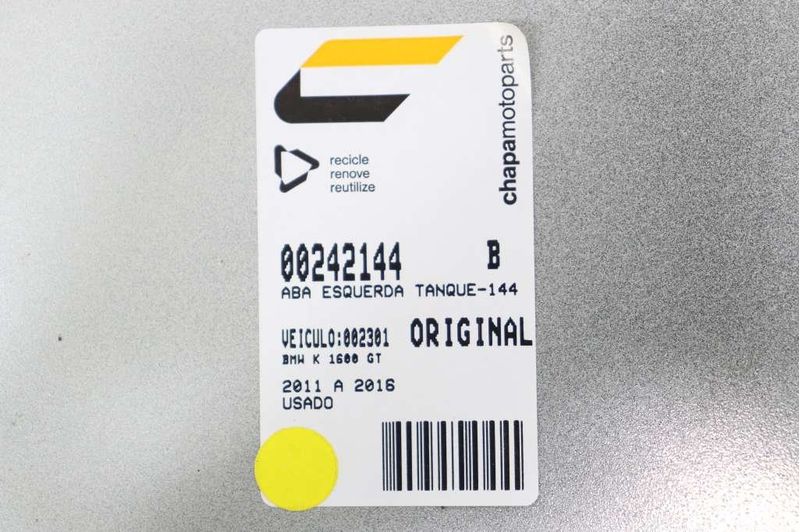 chapamotoparts
recicle
renove
reutilize
00242144 B
ABA ESQUERDA TANQUE-144
VEICULO:002301 ORIGINAL
BMW K 1600 GT
2011 A 2016
USADO